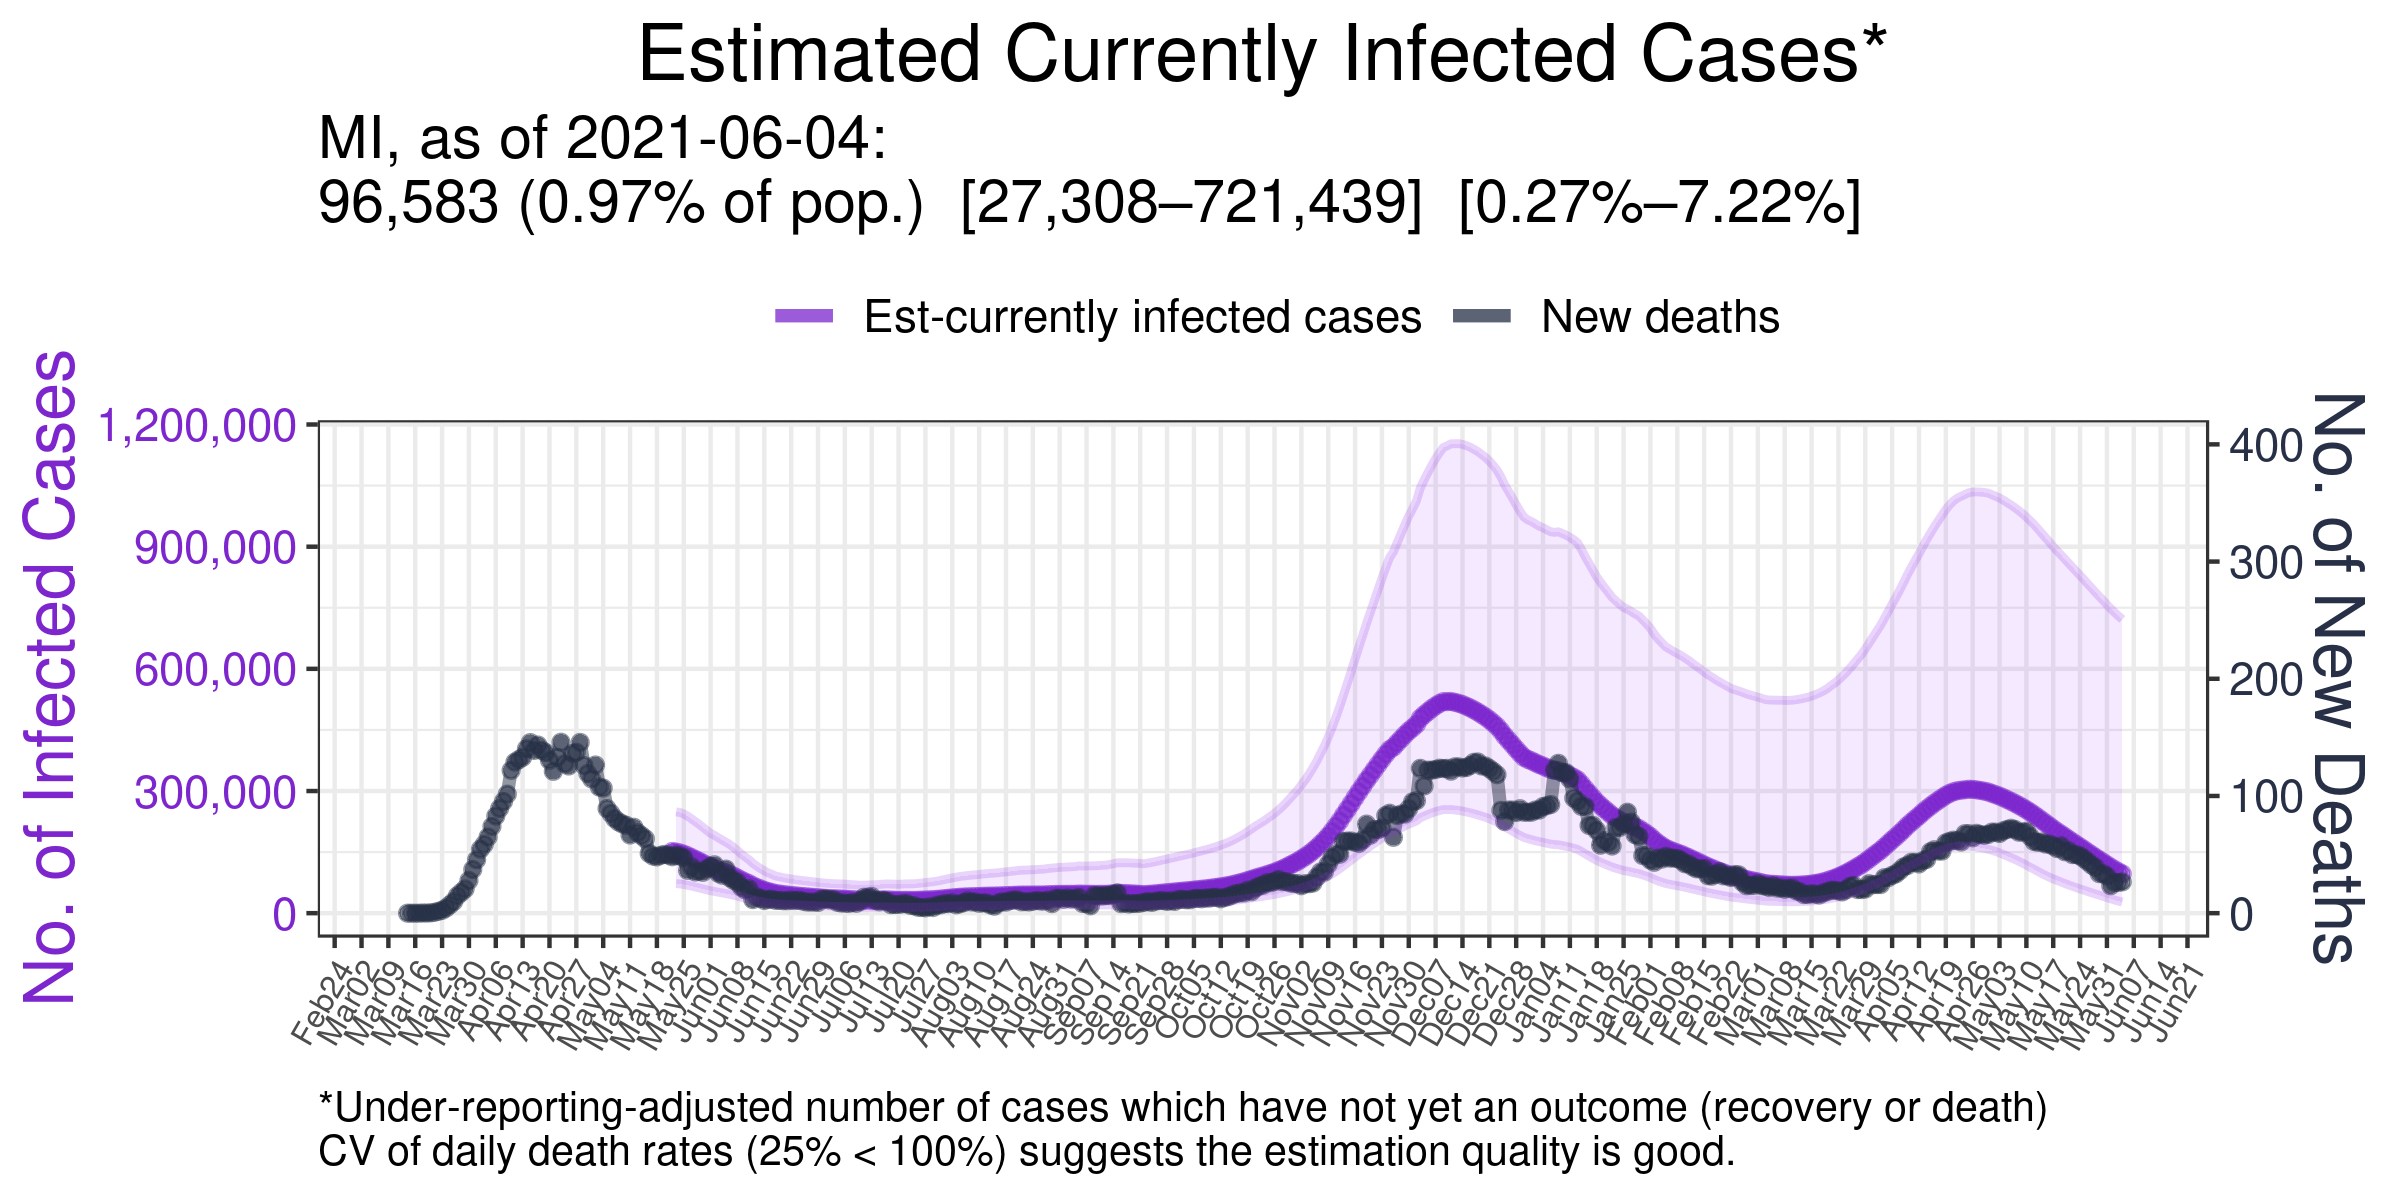 Estimated Currently Infected Cases*
MI, as of 2021-06-04:
96,583 (0.97% of pop.) [27,308–721,439] [0.27%–7.22%]
Est-currently infected cases
New deaths
No. of Infected Cases
1,200,000
900,000
600,000
300,000
0
400
300
200
100
0
No. of New Deaths
Feb24
Mar02
Mar09
Mar16
Mar23
Mar30
Apr06
Apr13
Apr20
Apr27
May04
May11
May18
May25
Jun01
Jun08
Jun15
Jun22
Jun29
Jul06
Jul13
Jul20
Jul27
Aug03
Aug10
Aug17
Aug24
Aug31
Sep07
Sep14
Sep21
Sep28
Oct05
Oct12
Oct19
Oct26
Nov02
Nov09
Nov16
Nov23
Nov30
Dec07
Dec14
Dec21
Dec28
Jan04
Jan11
Jan18
Jan25
Feb01
Feb08
Feb15
Feb22
Mar01
Mar08
Mar15
Mar22
Mar29
Apr05
Apr12
Apr19
Apr26
May03
May10
May17
May24
May31
Jun07
Jun14
Jun21
*Under-reporting-adjusted number of cases which have not yet an outcome (recovery or death)
CV of daily death rates (25% < 100%) suggests the estimation quality is good.